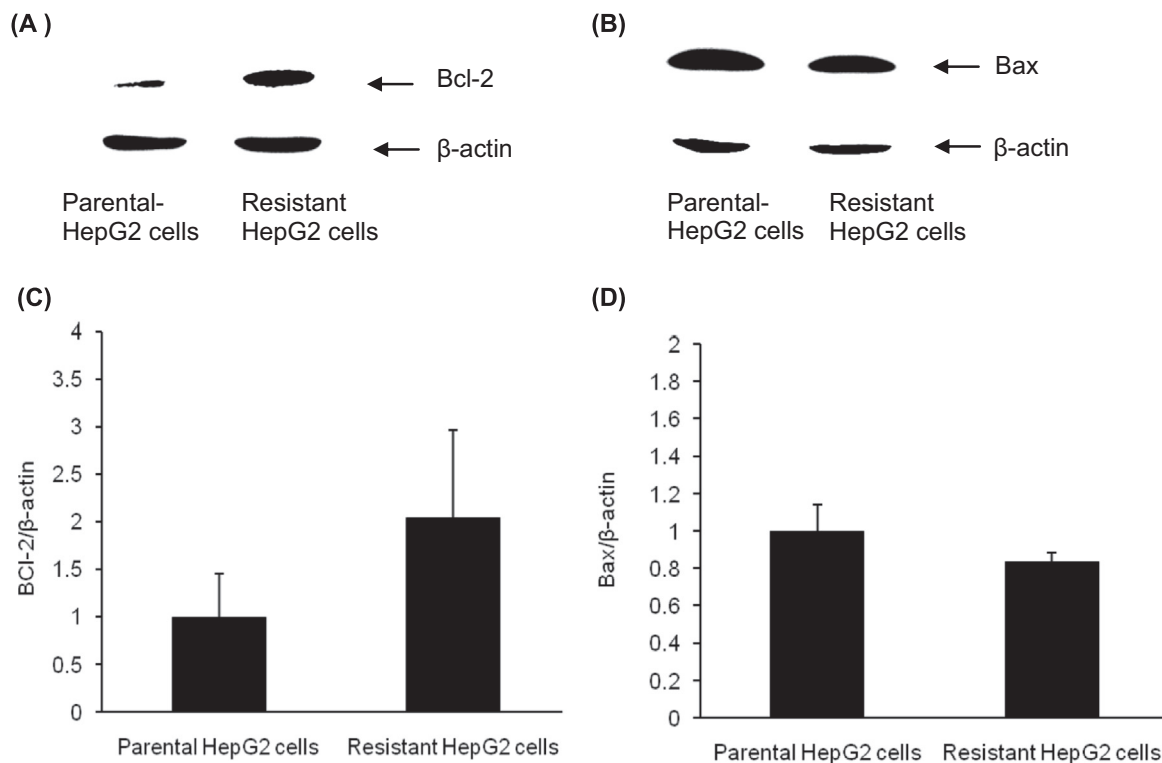 (A )
Bcl-2
β-actin
Parental-
HepG2 cells
Resistant
HepG2 cells
(B)
Bax
β-actin
Parental-
HepG2 cells
Resistant
HepG2 cells
(C)
4
3.5
3
2.5
2
1.5
1
0.5
0
BCl-2/β-actin
Parental HepG2 cells
Resistant HepG2 cells
(D)
2
1.8
1.6
1.4
1.2
1
0.8
0.6
0.4
0.2
0
Bax/β-actin
Parental HepG2 cells
Resistant HepG2 cells